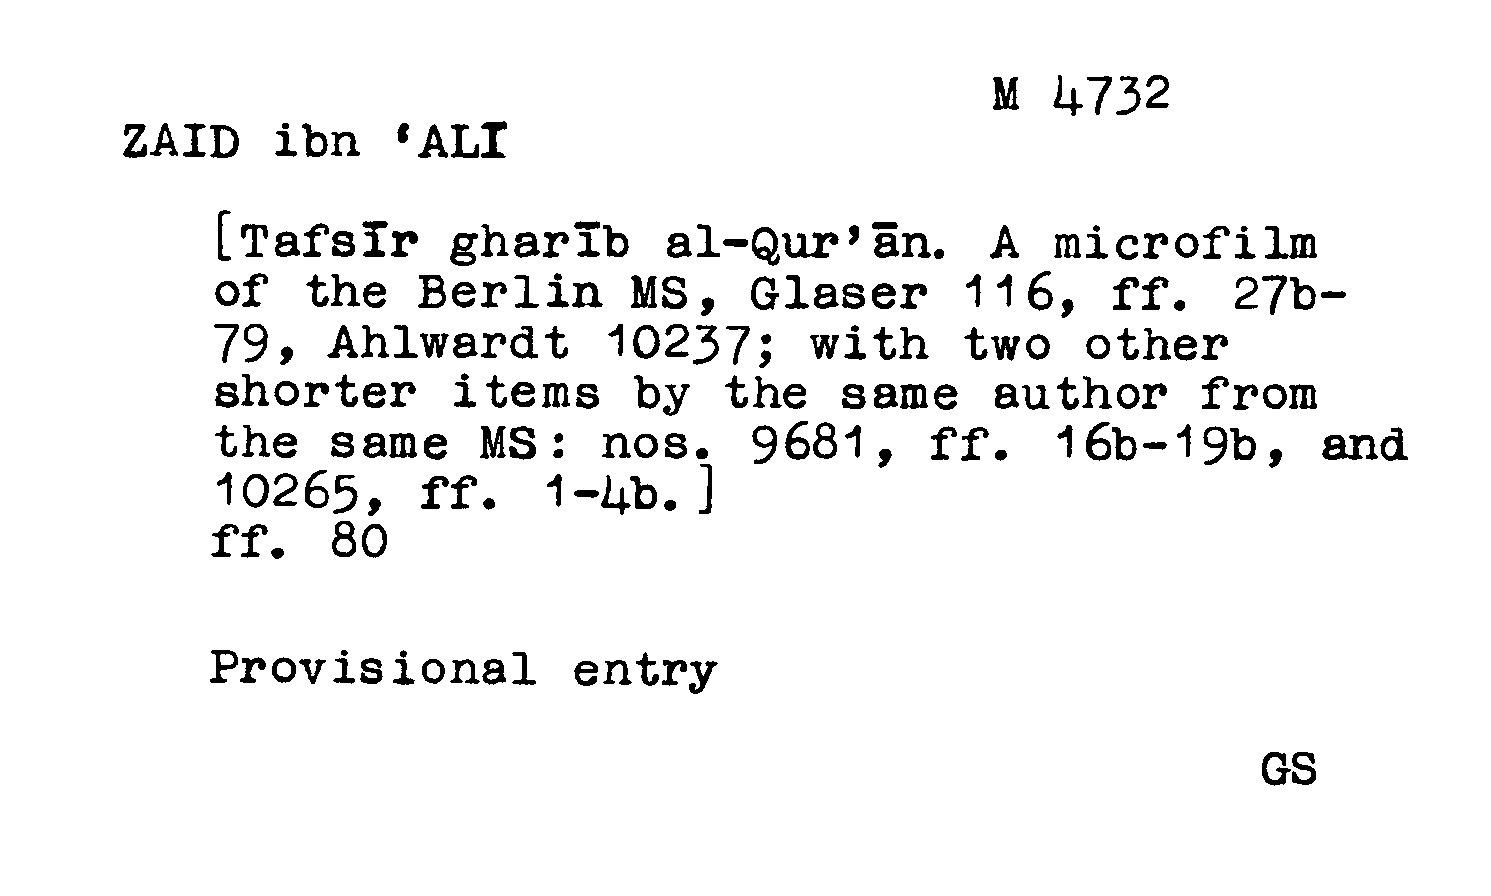 M 4732
ZAID ibn ‘ALĪ
[Tafsīr gharīb al-Qur’ān. A microfilm
of the Berlin MS, Glaser 116, ff. 27b-
79, Ahlwardt 10237; with two other
shorter items by the same author from
the same MS: nos. 9681, ff. 16b-19b, and
10265, ff. 1-4b.]
ff. 80
Provisional entry
GS